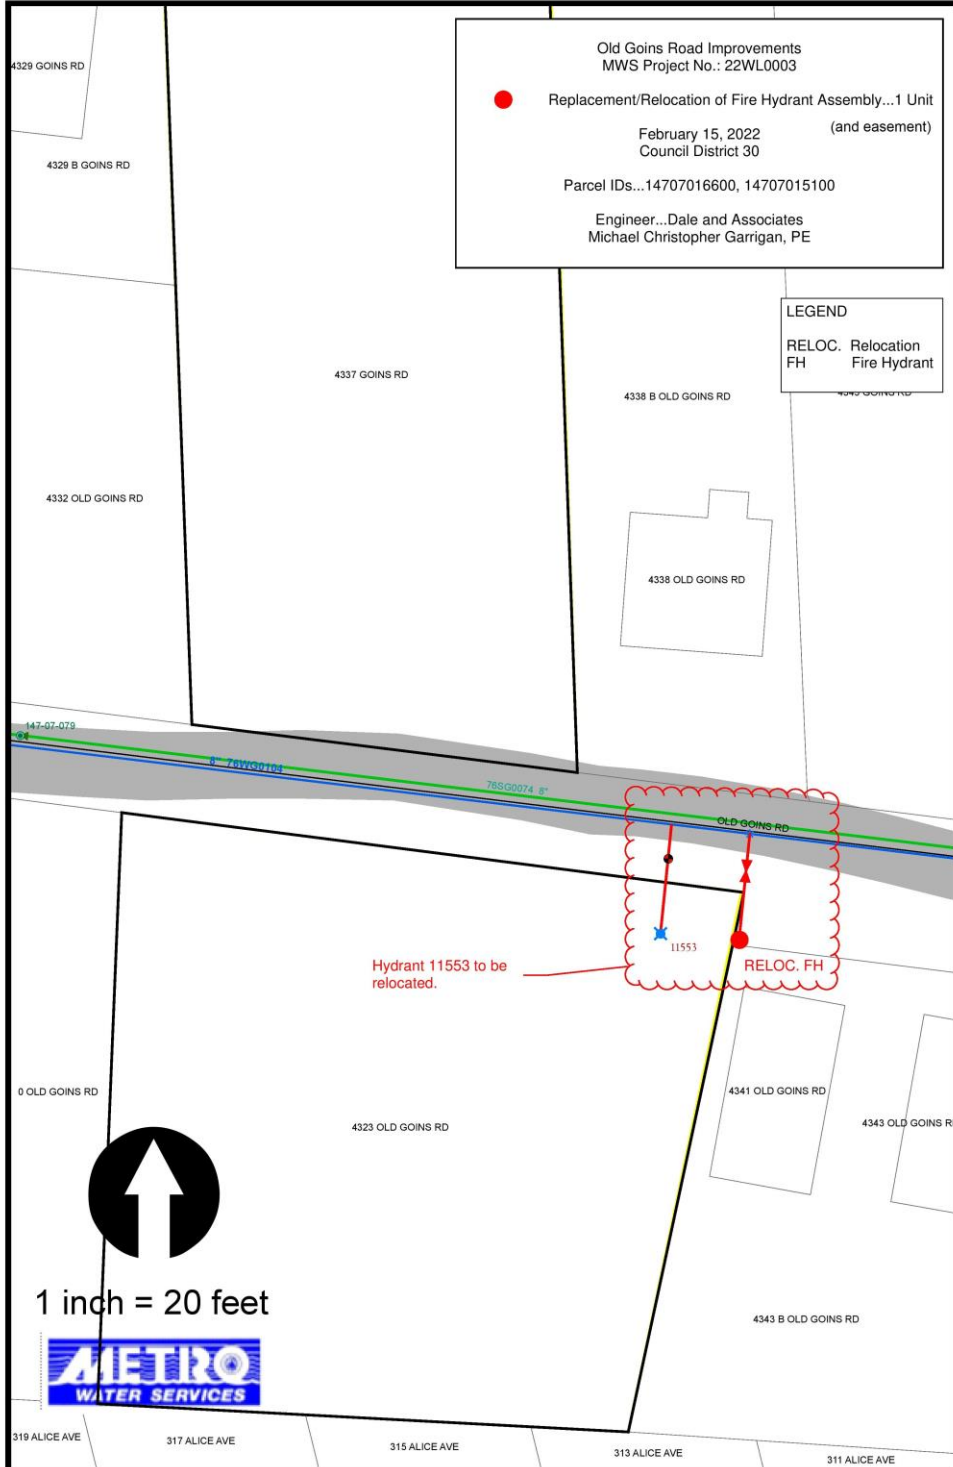 Old Goins Road Improvements
MWS Project No.: 22WL0003
Replacement/Relocation of Fire Hydrant Assembly...1 Unit
(and easement)
February 15, 2022
Council District 30
Parcel IDs...14707016600, 14707015100
Engineer...Dale and Associates
Michael Christopher Garrigan, PE
LEGEND
RELOC. Relocation
FH Fire Hydrant
4329 GOINS RD
4329 B GOINS RD
4337 GOINS RD
4338 B OLD GOINS RD
GOINS RD
4332 OLD GOINS RD
4338 OLD GOINS RD
147-07-079
8" 76WG0104
76SG0074 8"
OLD GOINS RD
11553
RELOC. FH
Hydrant 11553 to be
relocated.
0 OLD GOINS RD
4323 OLD GOINS RD
4341 OLD GOINS RD
4343 OLD GOINS R
1 inch = 20 feet
4343 B OLD GOINS RD
METRO
WATER SERVICES
319 ALICE AVE
317 ALICE AVE
315 ALICE AVE
313 ALICE AVE
311 ALICE AVE